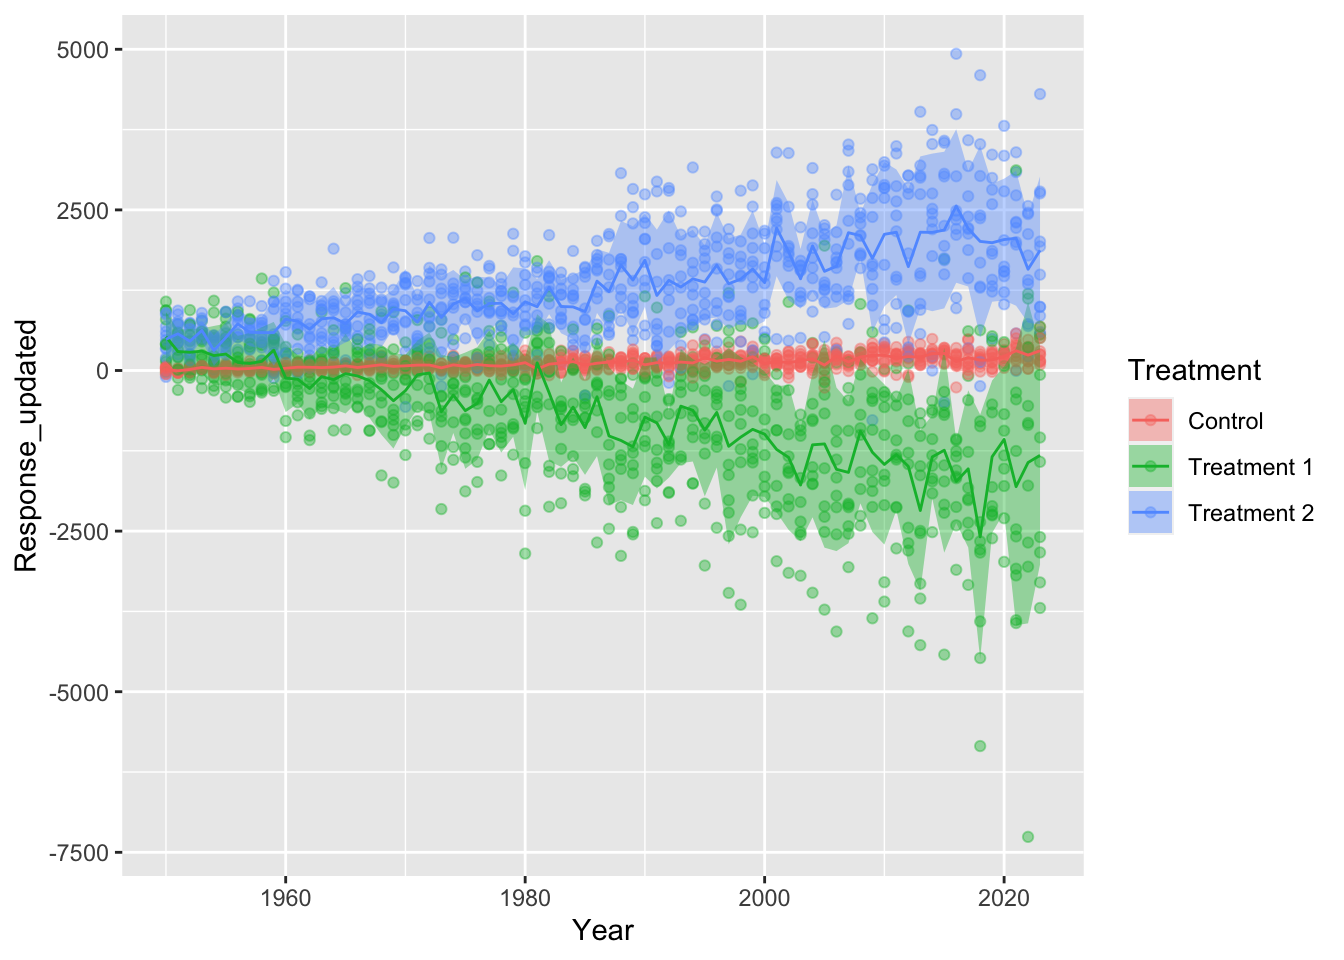 5000
2500
0
-2500
-5000
-7500
Response_updated
1960
1980
2000
2020
Year
Treatment
Control
Treatment 1
Treatment 2